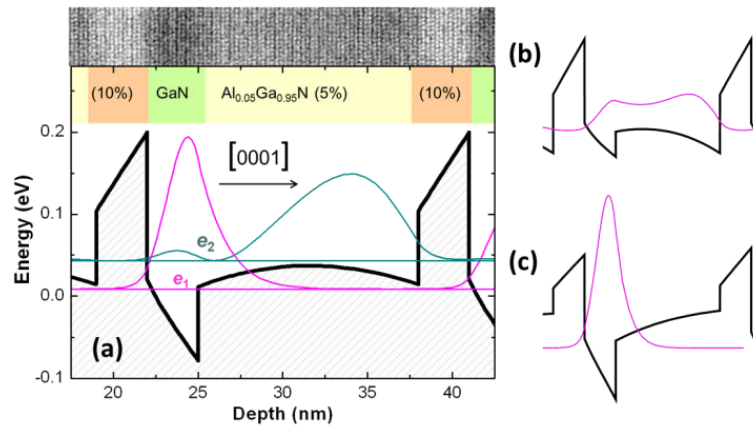 (10%) GaN Al₀.₀₅Ga₀.₉₅N (5%) (10%)
(b)
0.2
[0001]
Energy (eV)
0.1
e₂
(c)
e₁
0.0
(a)
-0.1
20 25 30 35 40
Depth (nm)